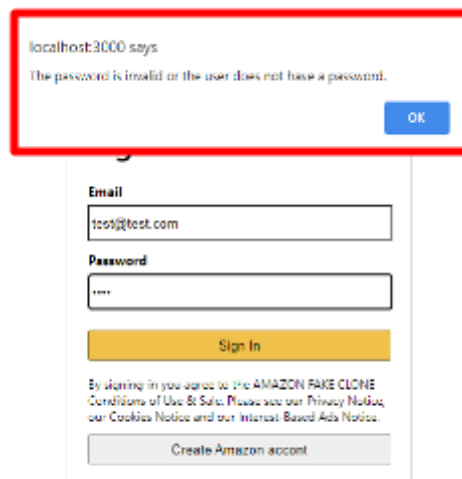 localhost:3000 says
The password is invalid or the user does not have a password.
OK
Email
test@test.com
Password
....
Sign In
By signing-in you agree to the AMAZON FAKE CLONE
Conditions of Use & Sale. Please see our Privacy Notice,
our Cookies Notice and our Interest-Based Ads Notice.
Create Amazon accont